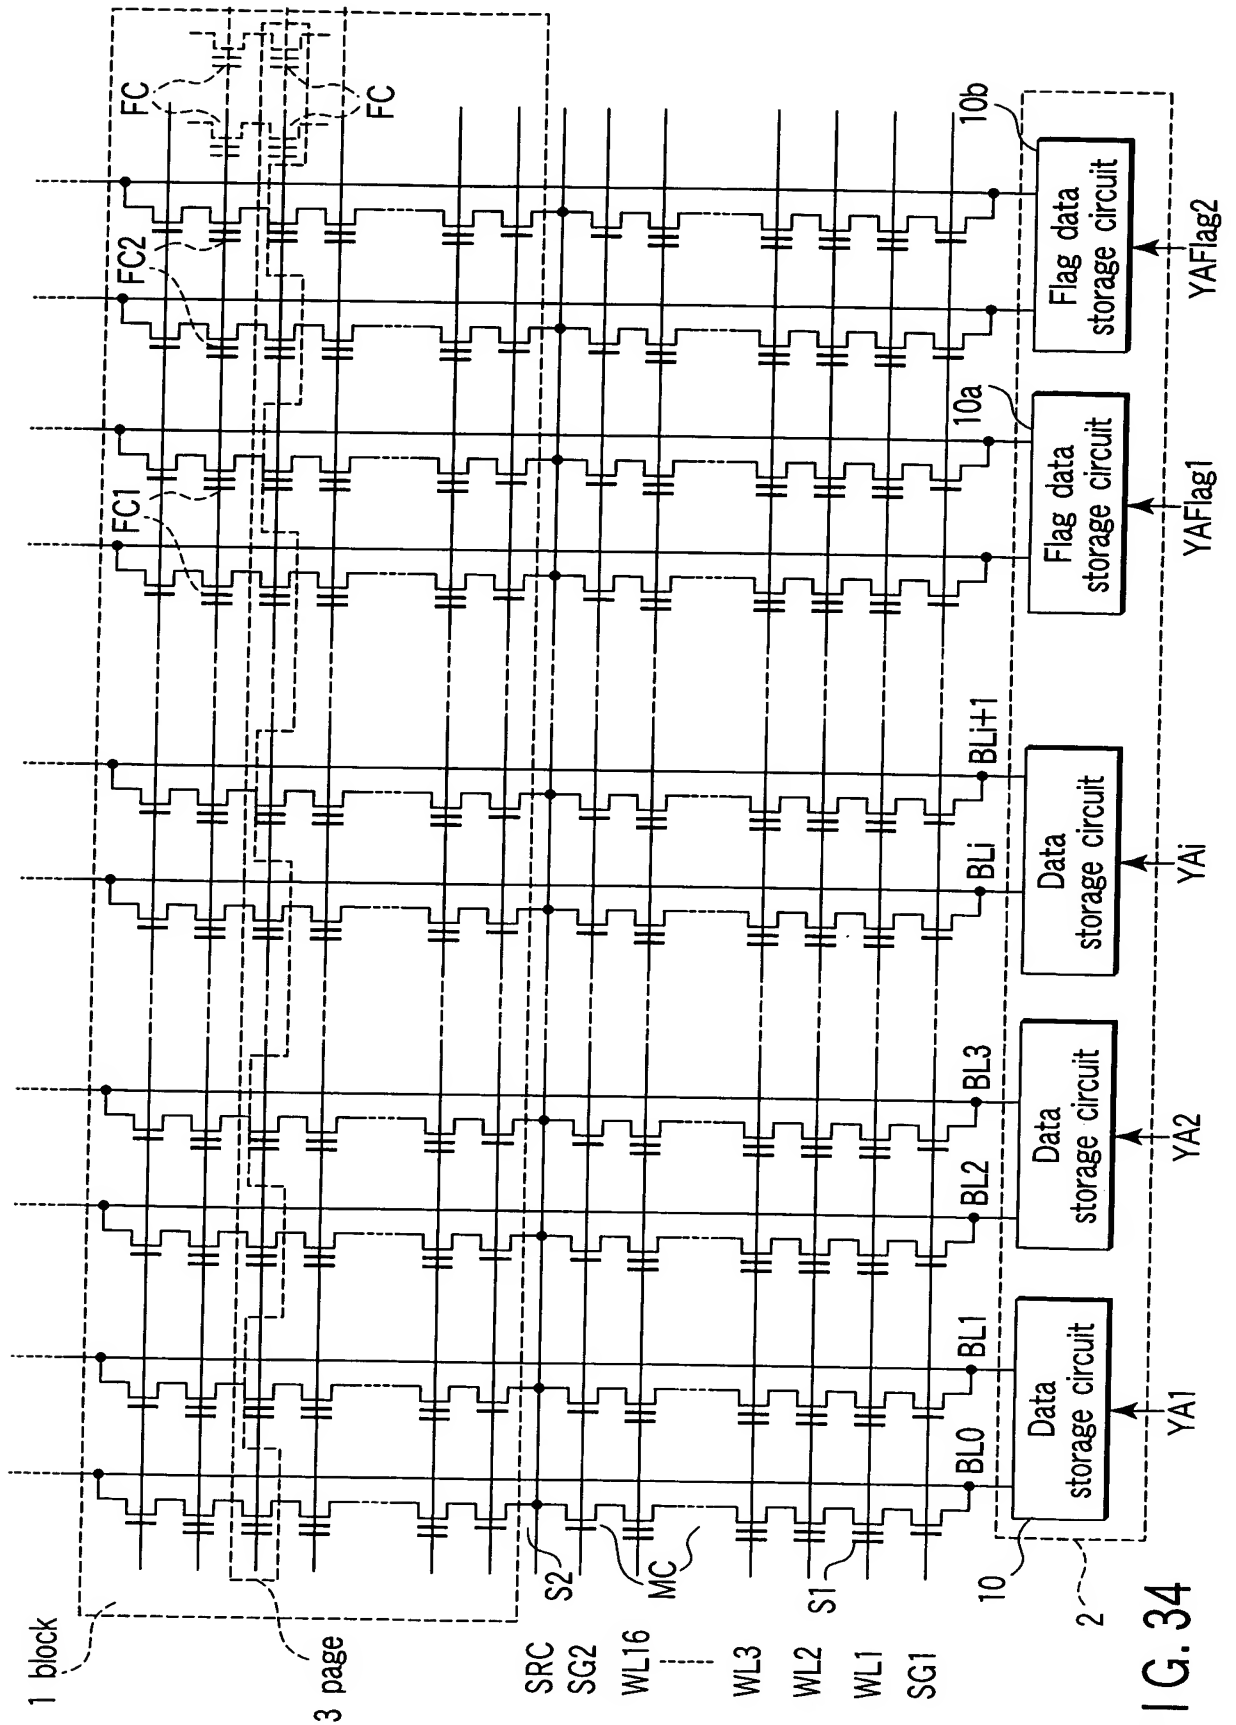 1 block
3 page
FC
FC
FC1
FC2
SRC
SG2
WL16
WL3
WL2
WL1
SG1
S2
MC
S1
BL0
BL1
BL2
BL3
BLi
BLi+1
10
10a
10b
2
Data
storage circuit
Data
storage circuit
Data
storage circuit
Flag data
storage circuit
Flag data
storage circuit
YA1
YA2
YAi
YAFlag1
YAFlag2
I G. 34